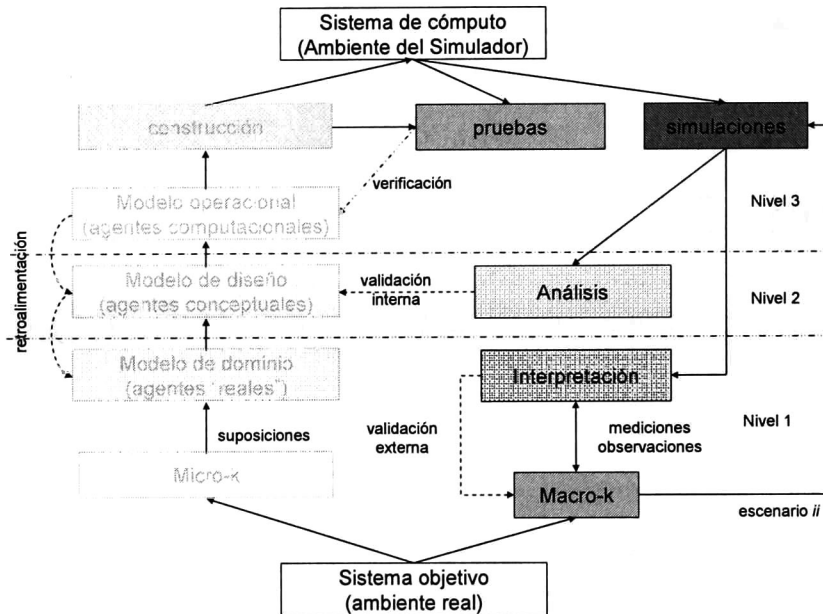 Sistema de cómputo
(Ambiente del Simulador)
construcción
pruebas
simulaciones
verificación
Modelo operacional
(agentes computacionales)
Nivel 3
retroalimentación
Modelo de diseño
(agentes conceptuales)
validación
interna
Análisis
Nivel 2
Modelo de dominio
(agentes "reales")
Interpretación
suposiciones
validación
externa
mediciones
observaciones
Nivel 1
Micro-k
Macro-k
escenario ii
Sistema objetivo
(ambiente real)